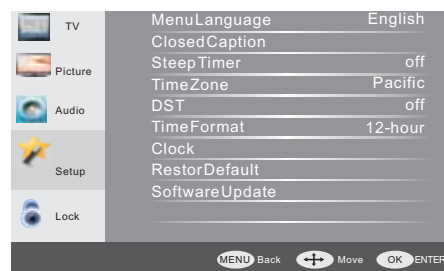 TV
Picture
Audio
Setup
Lock
MenuLanguage English
ClosedCaption
SteepTimer off
TimeZone Pacific
DST off
TimeFormat 12-hour
Clock
RestorDefault
SoftwareUpdate
MENU Back Move OK ENTER